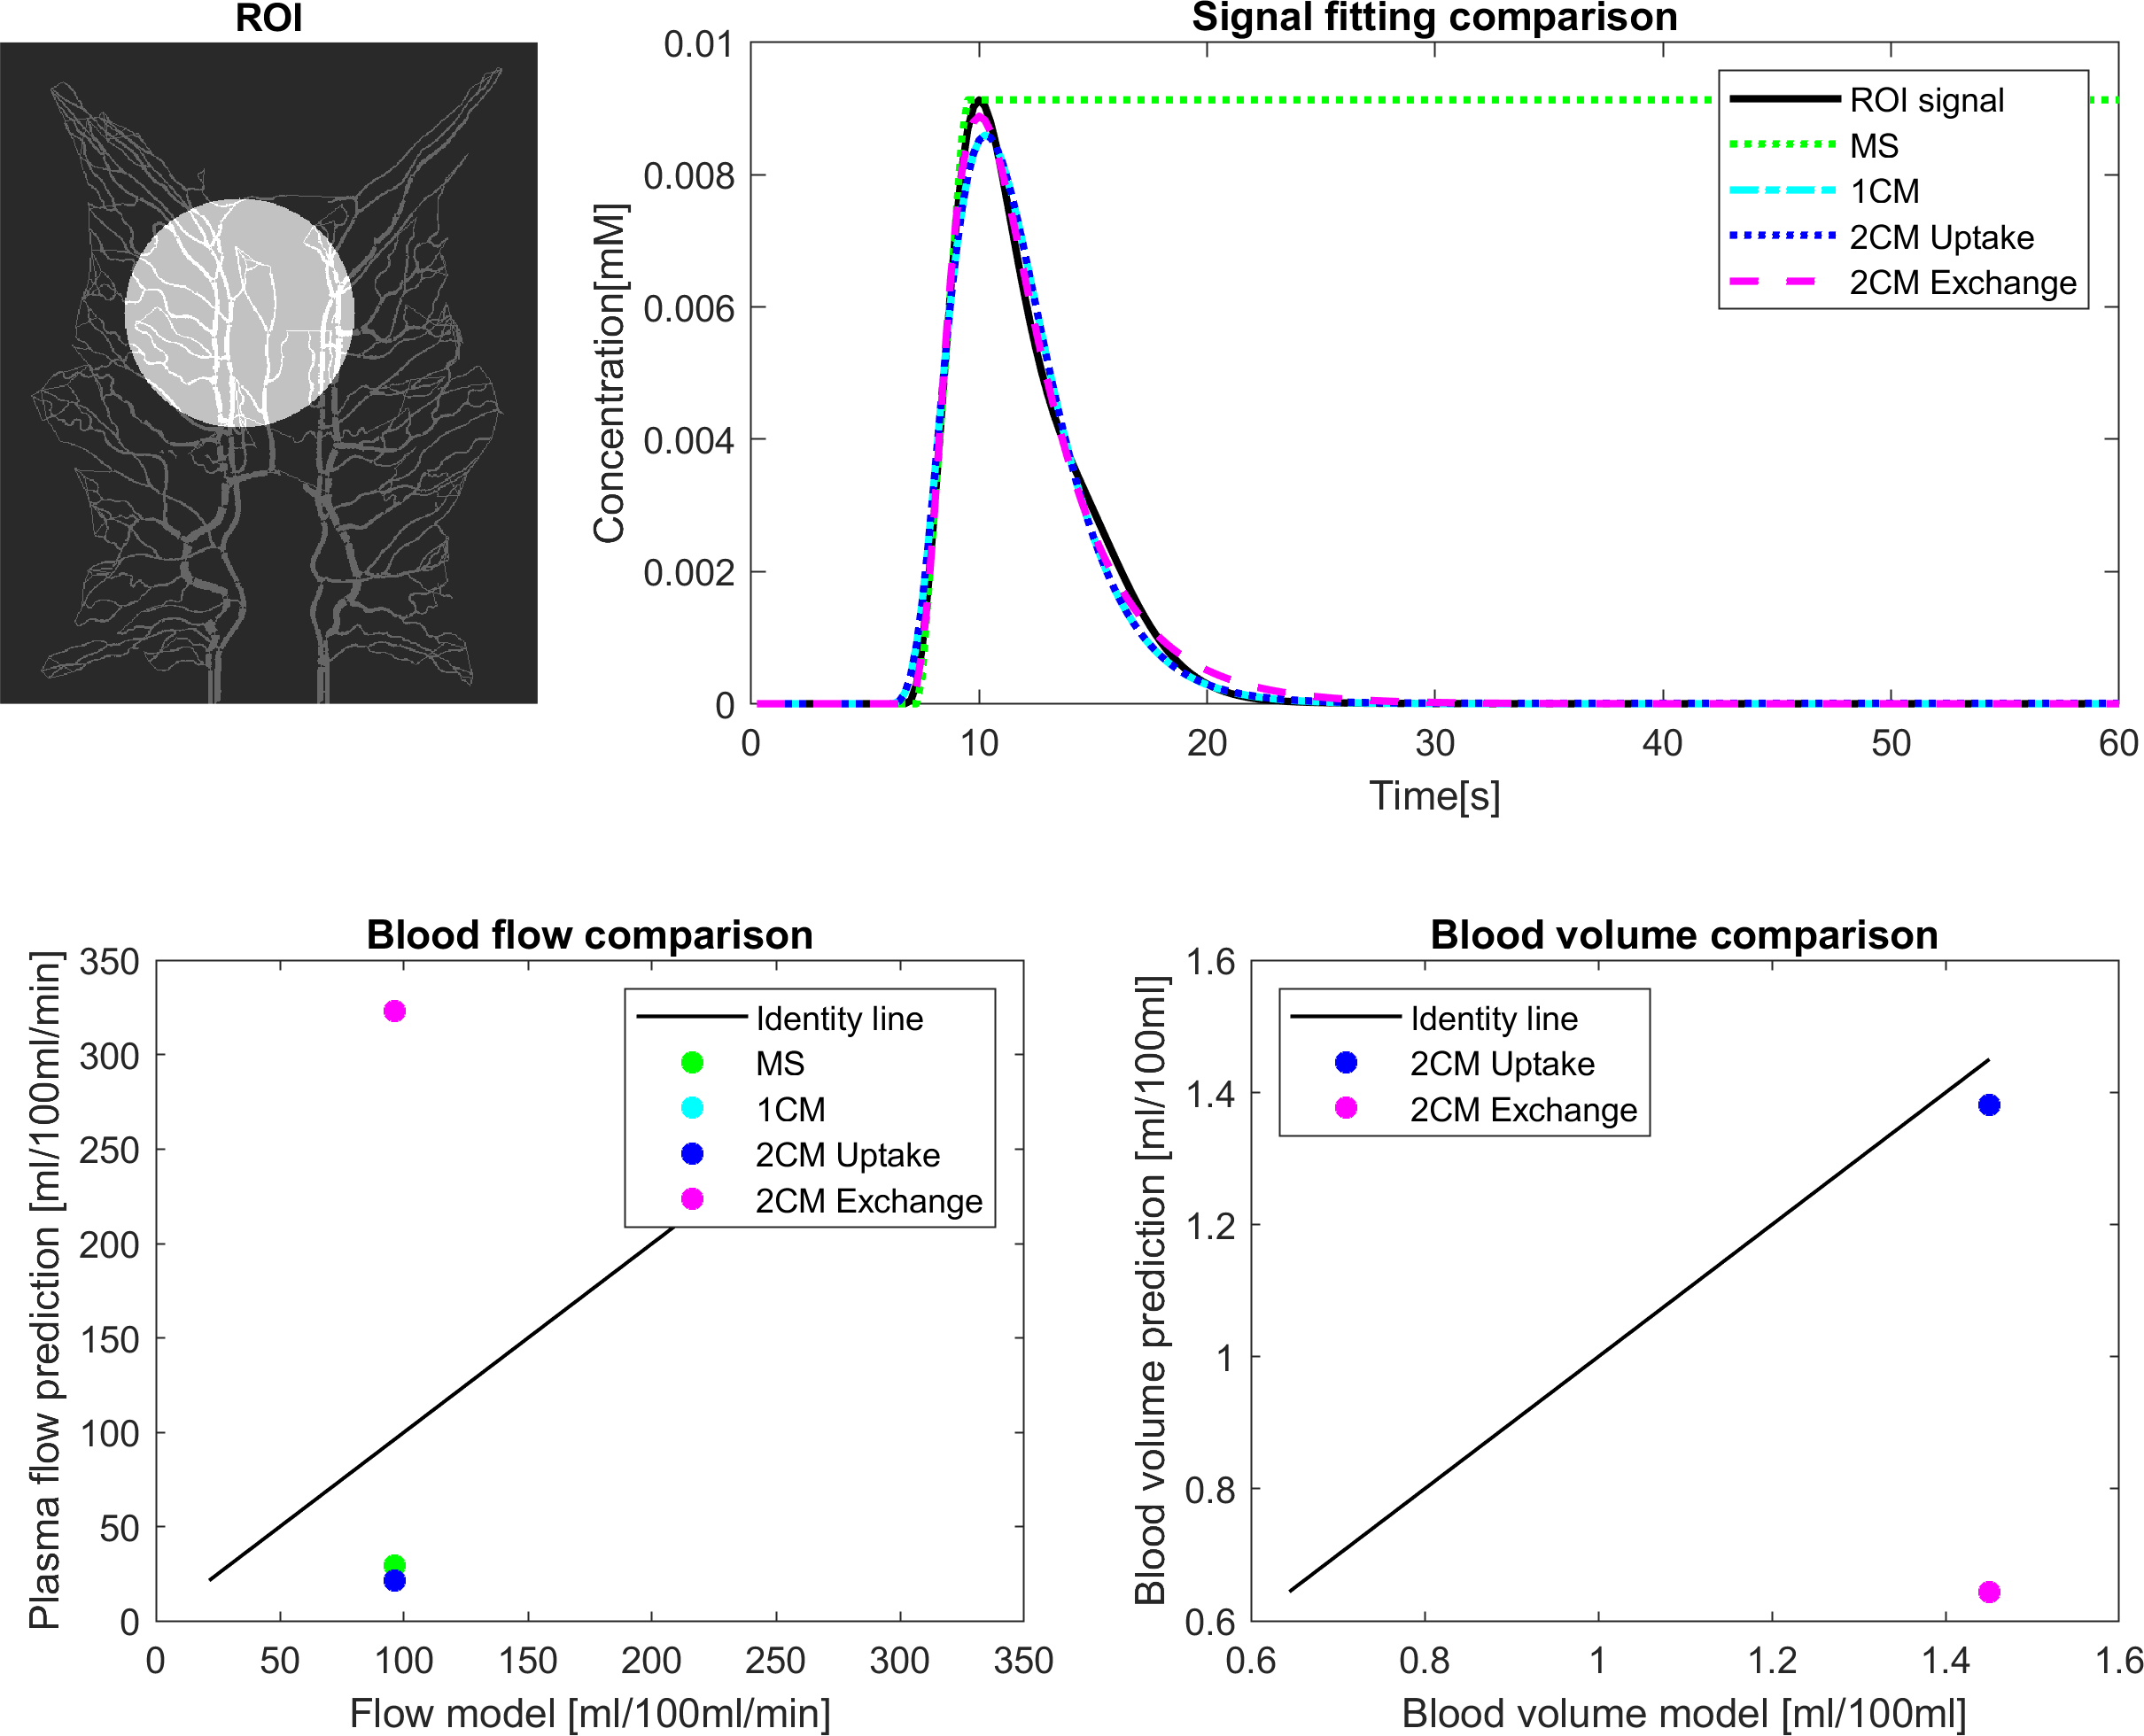 ROI
Signal fitting comparison
0.01
0.008
0.006
0.004
0.002
0
Concentration[mM]
ROI signal
MS
1CM
2CM Uptake
2CM Exchange
0 10 20 30 40 50 60
Time[s]
Blood flow comparison
350
300
250
200
150
100
50
0
Plasma flow prediction [ml/100ml/min]
Identity line
MS
1CM
2CM Uptake
2CM Exchange
0 50 100 150 200 250 300 350
Flow model [ml/100ml/min]
Blood volume comparison
1.6
1.4
1.2
1
0.8
0.6
Blood volume prediction [ml/100ml]
Identity line
2CM Uptake
2CM Exchange
0.6 0.8 1 1.2 1.4 1.6
Blood volume model [ml/100ml]